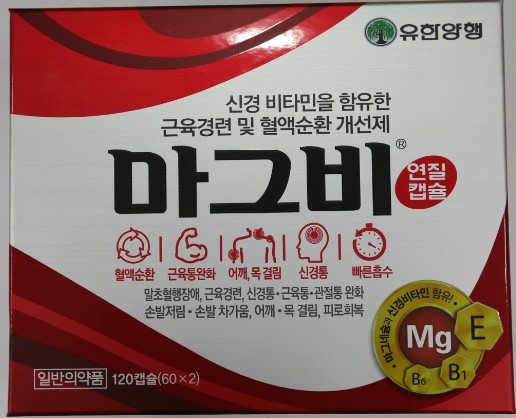 유한양행
신경 비타민을 함유한
근육경련 및 혈액순환 개선제
마그비®
연질
캡슐
혈액순환 근육통완화 어깨, 목 결림 신경통 빠른흡수
말초혈행장애, 근육경련, 신경통·근육통·관절통 완화
손발저림·손발 차가움, 어깨·목 결림, 피로회복
·마그네슘과 신경비타민 함유!·
Mg
E
B6
B1
일반의약품 120캡슐(60×2)